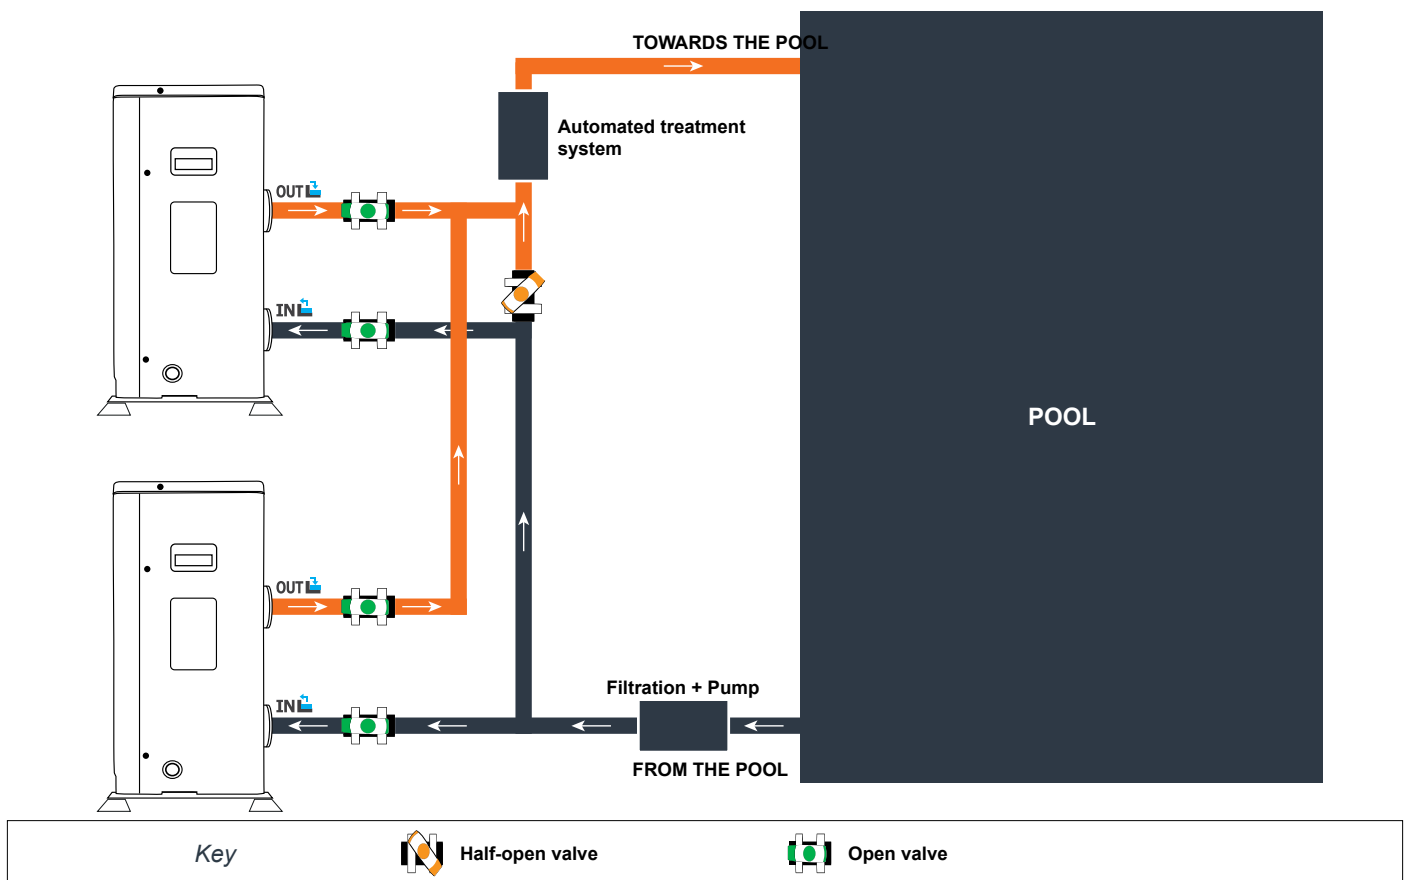 TOWARDS THE POOL
Automated treatment
system
OUT
IN
POOL
OUT
Filtration + Pump
IN
FROM THE POOL
Key
Half-open valve
Open valve